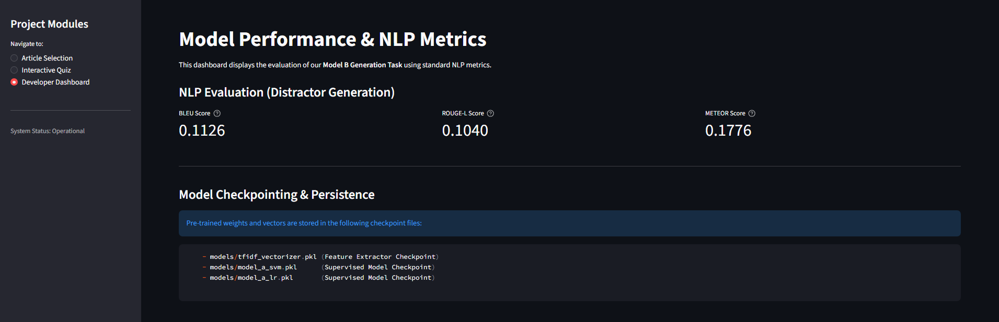 Project Modules
Navigate to:
Article Selection
Interactive Quiz
Developer Dashboard
System Status: Operational
Model Performance & NLP Metrics
This dashboard displays the evaluation of our Model B Generation Task using standard NLP metrics.
NLP Evaluation (Distractor Generation)
BLEU Score ?
0.1126
ROUGE-L Score ?
0.1040
METEOR Score ?
0.1776
Model Checkpointing & Persistence
Pre-trained weights and vectors are stored in the following checkpoint files:
- models/tfidf_vectorizer.pkl (Feature Extractor Checkpoint)
- models/model_a_svm.pkl (Supervised Model Checkpoint)
- models/model_a_lr.pkl (Supervised Model Checkpoint)